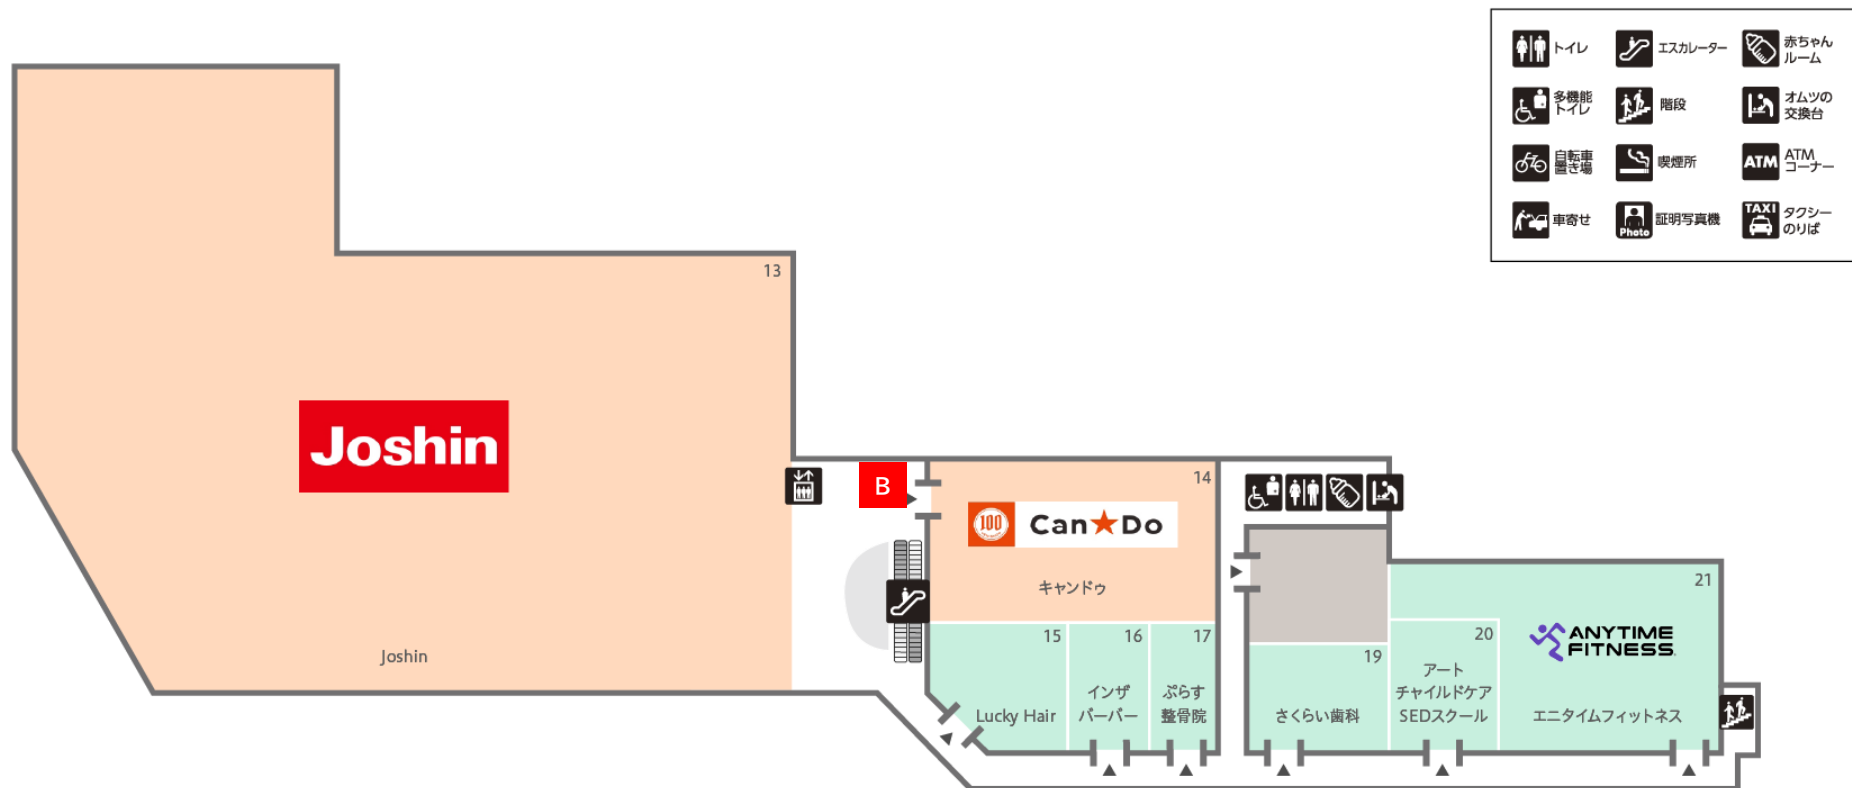 トイレ
エスカレーター
赤ちゃん
ルーム
多機能
トイレ
階段
オムツの
交換台
自転車
置き場
喫煙所
ATM
ATM
コーナー
車寄せ
Photo
証明写真機
TAXI
タクシー
のりば
13
Joshin
Joshin
B
14
100
Can★Do
キャンドゥ
15
Lucky Hair
16
インザ
バーバー
17
ぷらす
整骨院
19
さくらい歯科
20
アート
チャイルドケア
SEDスクール
21
ANYTIME
FITNESS
エニタイムフィットネス